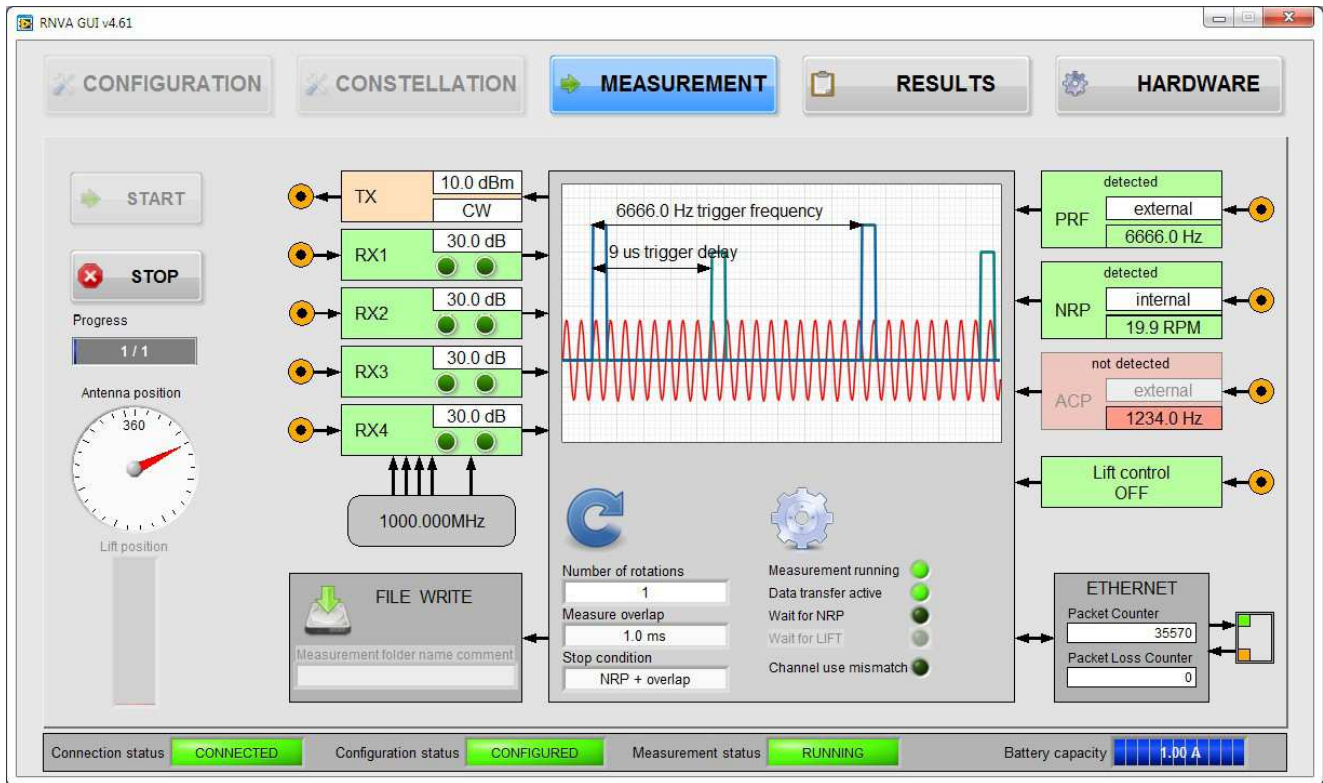 RNVA GUI v4.61
CONFIGURATION
CONSTELLATION
MEASUREMENT
RESULTS
HARDWARE
START
STOP
Progress
1 / 1
Antenna position
360
Lift position
TX
10.0 dBm
CW
RX1
30.0 dB
RX2
30.0 dB
RX3
30.0 dB
RX4
30.0 dB
1000.000MHz
FILE WRITE
Measurement folder name comment
6666.0 Hz trigger frequency
9 us trigger delay
Number of rotations
1
Measure overlap
1.0 ms
Stop condition
NRP + overlap
Measurement running
Data transfer active
Wait for NRP
Wait for LIFT
Channel use mismatch
detected
PRF
external
6666.0 Hz
detected
NRP
internal
19.9 RPM
not detected
ACP
external
1234.0 Hz
Lift control
OFF
ETHERNET
Packet Counter
35570
Packet Loss Counter
0
Connection status CONNECTED Configuration status CONFIGURED Measurement status RUNNING Battery capacity 1.00 A